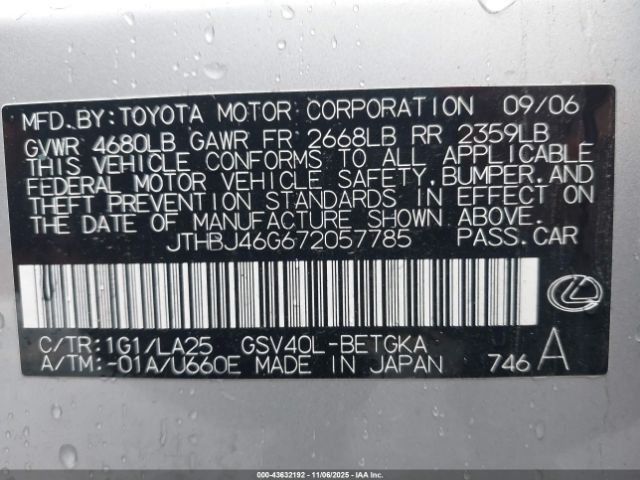 MFD. BY: TOYOTA MOTOR CORPORATION 09/06
GVWR 4680LB GAWR FR 2668LB RR 2359LB
THIS VEHICLE CONFORMS TO ALL APPLICABLE
FEDERAL MOTOR VEHICLE SAFETY, BUMPER, AND
THEFT PREVENTION STANDARDS IN EFFECT ON
THE DATE OF MANUFACTURE SHOWN ABOVE.
JTHBJ46G672057785 PASS. CAR
C/TR: 1G1/LA25 GSV40L-BETGKA
A/TM: -01A/U660E MADE IN JAPAN 746 A
000-43632192 - 11/06/2025 - IAAI.COM